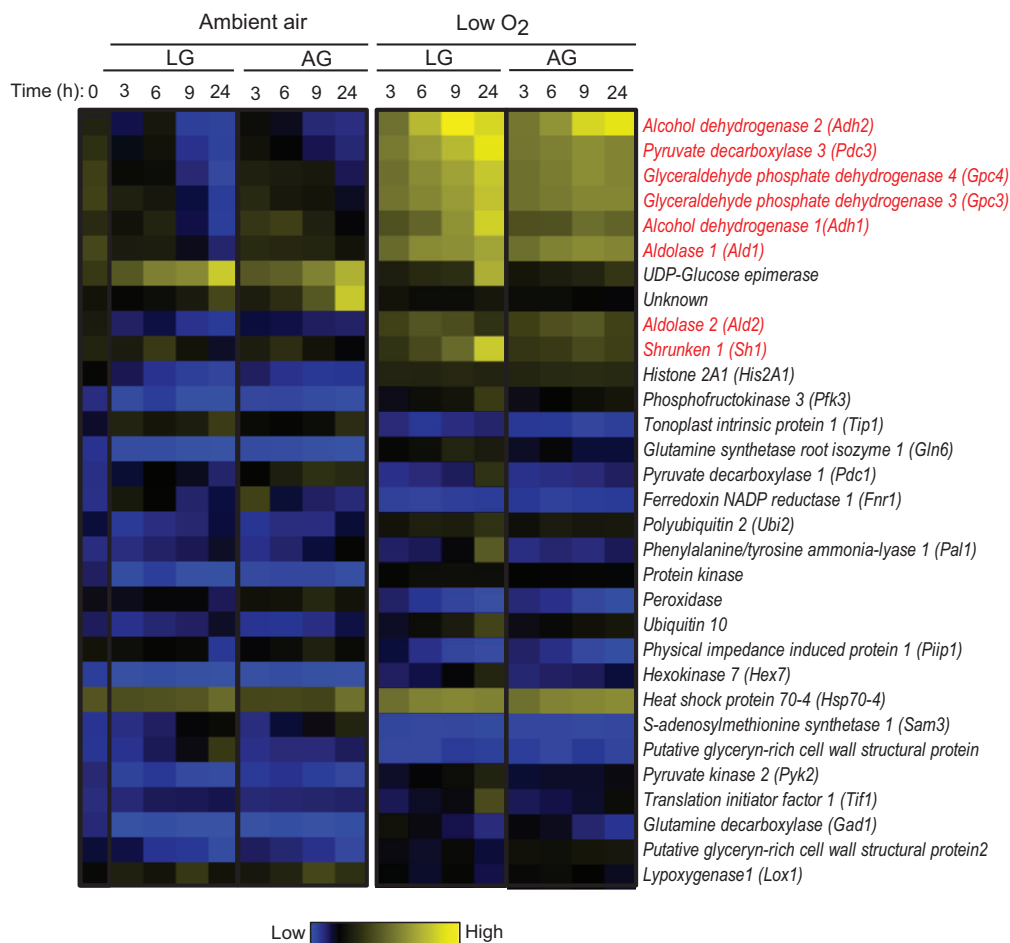 Ambient air Low O2
LG AG LG AG
Time (h): 0 3 6 9 24 3 6 9 24 3 6 9 24 3 6 9 24
Alcohol dehydrogenase 2 (Adh2)
Pyruvate decarboxylase 3 (Pdc3)
Glyceraldehyde phosphate dehydrogenase 4 (Gpc4)
Glyceraldehyde phosphate dehydrogenase 3 (Gpc3)
Alcohol dehydrogenase 1(Adh1)
Aldolase 1 (Ald1)
UDP-Glucose epimerase
Unknown
Aldolase 2 (Ald2)
Shrunken 1 (Sh1)
Histone 2A1 (His2A1)
Phosphofructokinase 3 (Pfk3)
Tonoplast intrinsic protein 1 (Tip1)
Glutamine synthetase root isozyme 1 (Gln6)
Pyruvate decarboxylase 1 (Pdc1)
Ferredoxin NADP reductase 1 (Fnr1)
Polyubiquitin 2 (Ubi2)
Phenylalanine/tyrosine ammonia-lyase 1 (Pal1)
Protein kinase
Peroxidase
Ubiquitin 10
Physical impedance induced protein 1 (Piip1)
Hexokinase 7 (Hex7)
Heat shock protein 70-4 (Hsp70-4)
S-adenosylmethionine synthetase 1 (Sam3)
Putative glyceryn-rich cell wall structural protein
Pyruvate kinase 2 (Pyk2)
Translation initiator factor 1 (Tif1)
Glutamine decarboxylase (Gad1)
Putative glyceryn-rich cell wall structural protein2
Lypoxygenase1 (Lox1)
Low High